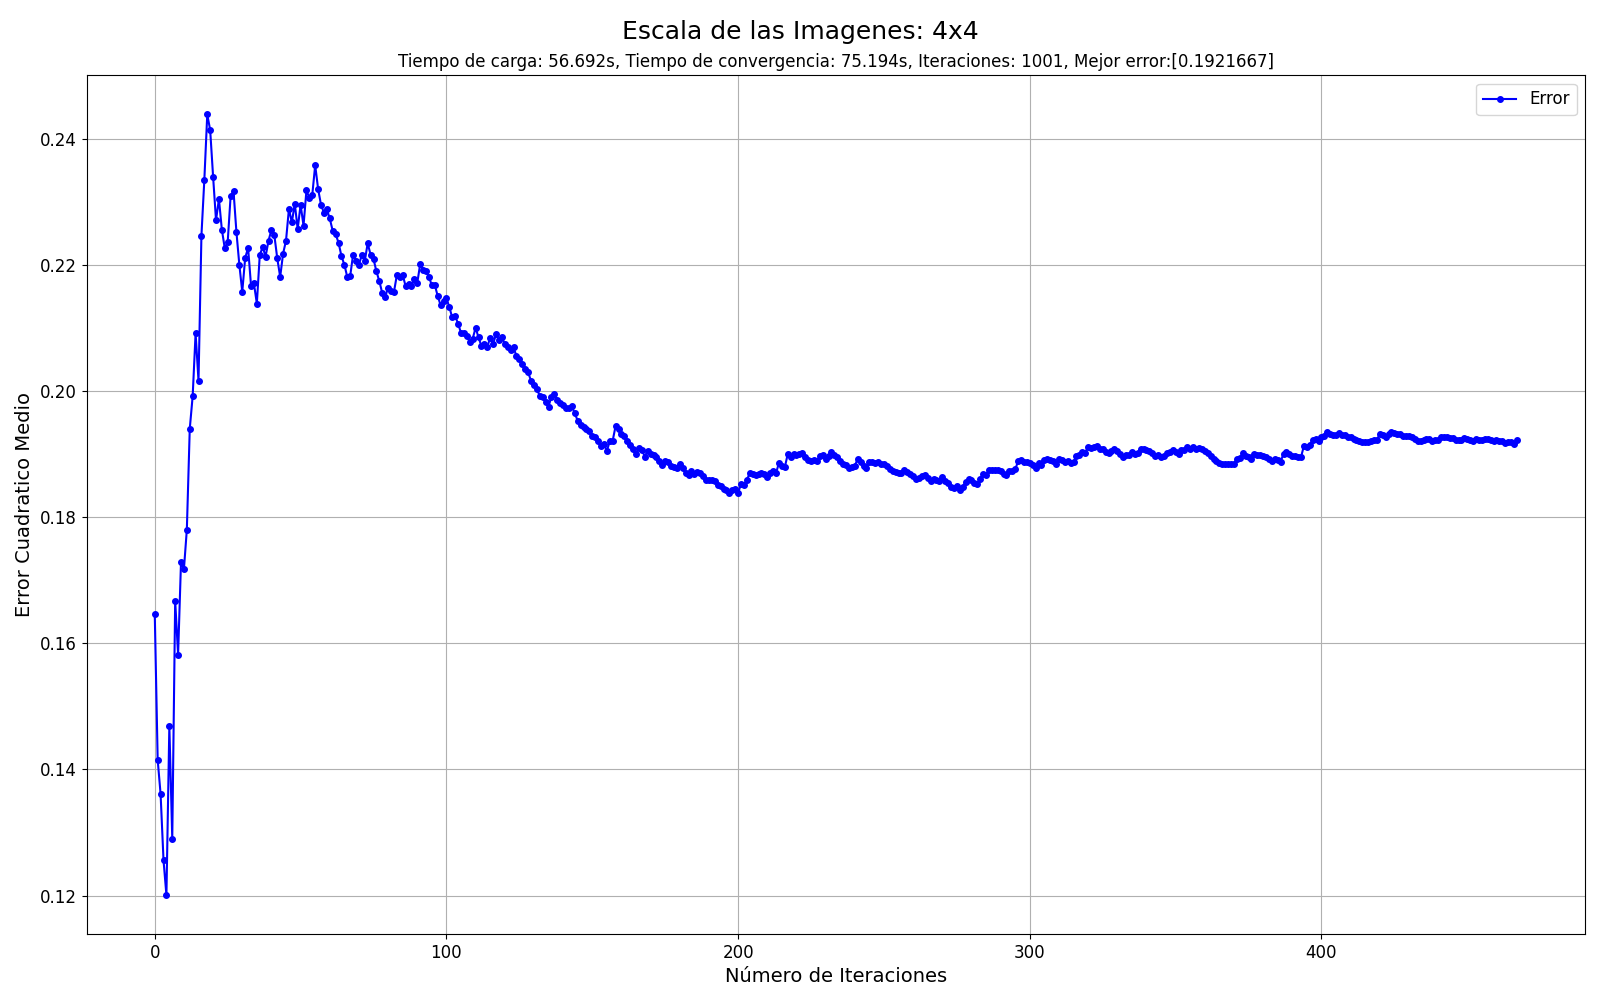 Escala de las Imagenes: 4x4
Tiempo de carga: 56.692s, Tiempo de convergencia: 75.194s, Iteraciones: 1001, Mejor error:[0.1921667]
Error
Error Cuadratico Medio
0.24
0.22
0.20
0.18
0.16
0.14
0.12
0 100 200 300 400
Número de Iteraciones